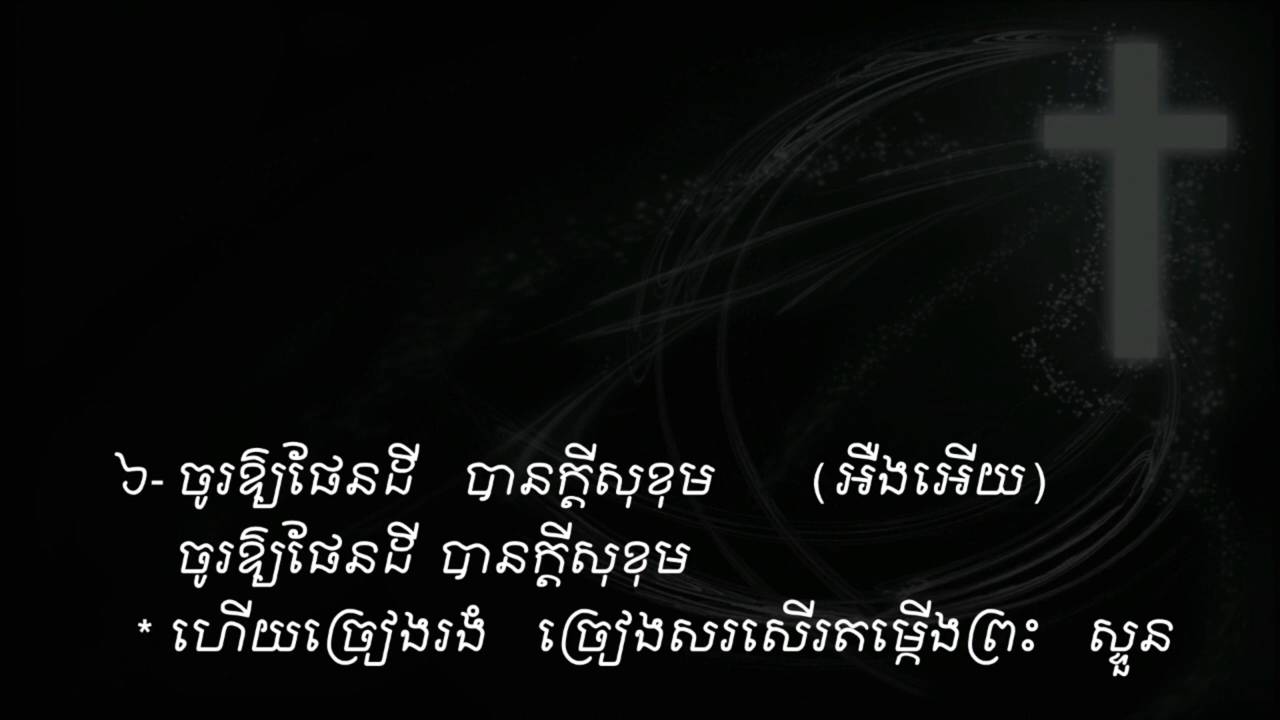 ៦- ចូរឱ្យផែនដី បានក្ដីសុខុម (អឺងអើយ)
ចូរឱ្យផែនដី បានក្ដីសុខុម
* ហើយច្រៀងរងំ ច្រៀងសរសើរតម្កើងព្រះ ស្ទួន